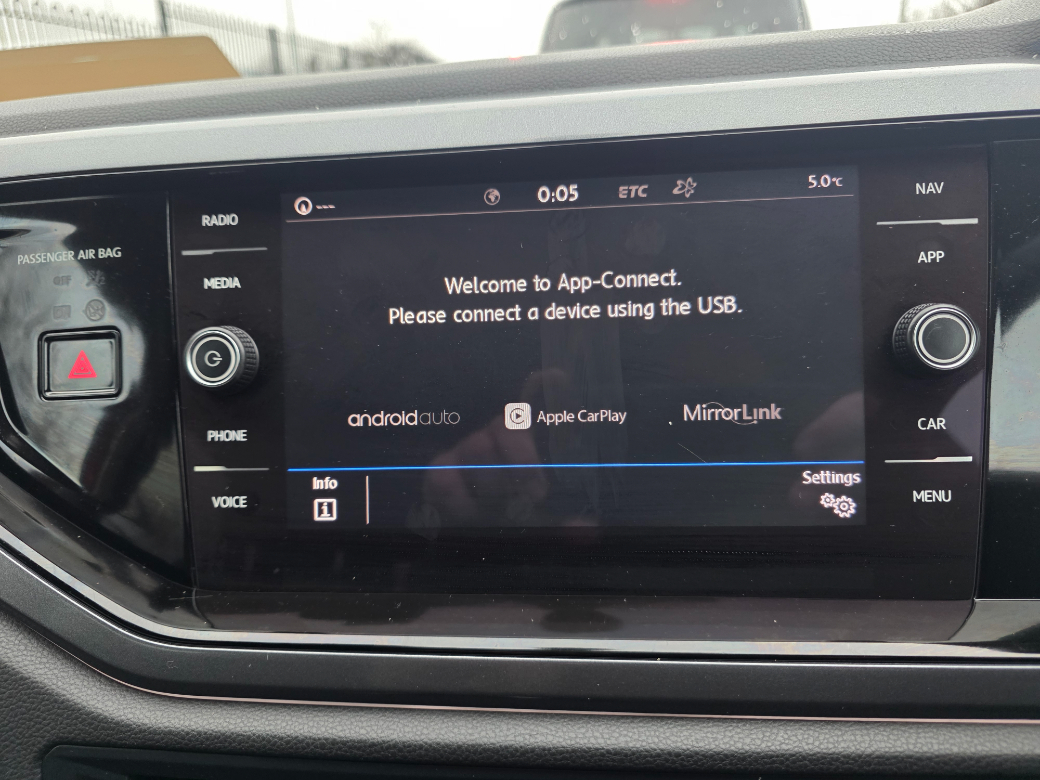 PASSENGER AIR BAG
RADIO
MEDIA
PHONE
VOICE
---
0:05
ETC
5.0°C
Welcome to App-Connect.
Please connect a device using the USB.
androidauto
Apple CarPlay
MirrorLink
Info
i
Settings
NAV
APP
CAR
MENU